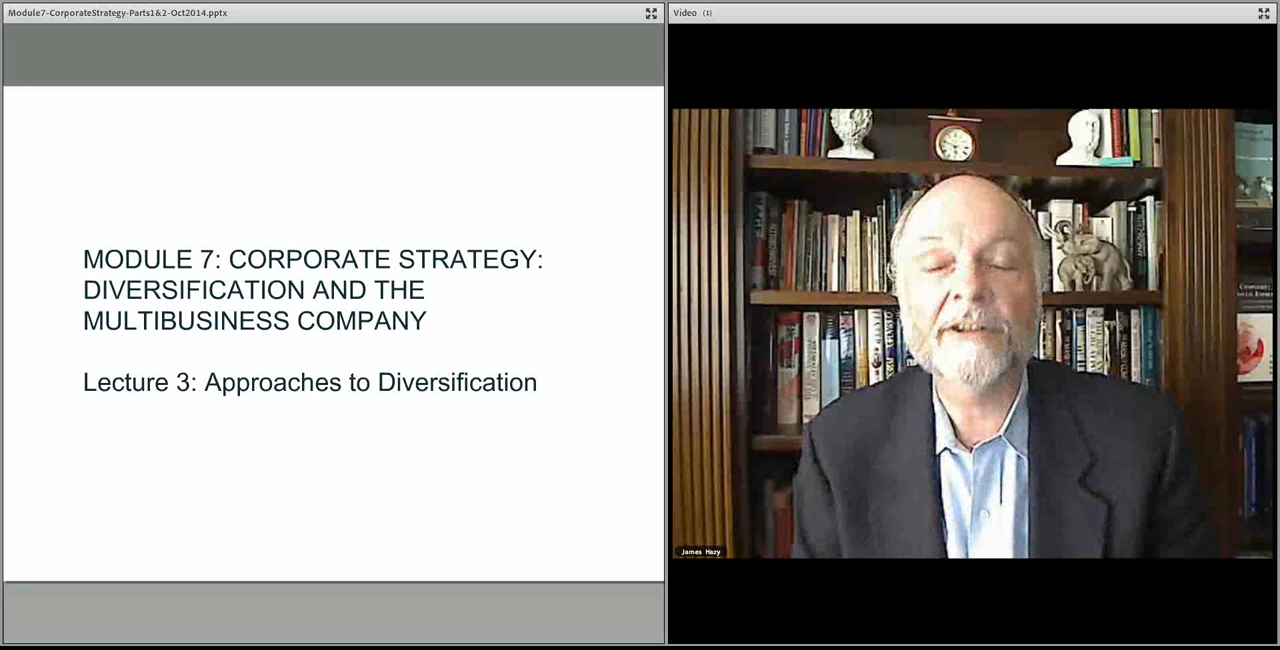 Module7-CorporateStrategy-Parts1&2-Oct2014.pptx
Video (1)
MODULE 7: CORPORATE STRATEGY:
DIVERSIFICATION AND THE
MULTIBUSINESS COMPANY
Lecture 3: Approaches to Diversification
James Hazy